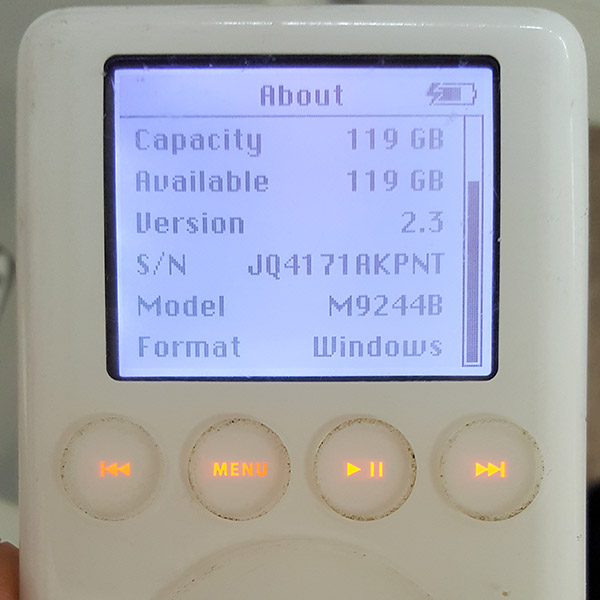 About
Capacity 119 GB
Available 119 GB
Version 2.3
S/N JQ4171AKPNT
Model M9244B
Format Windows
MENU